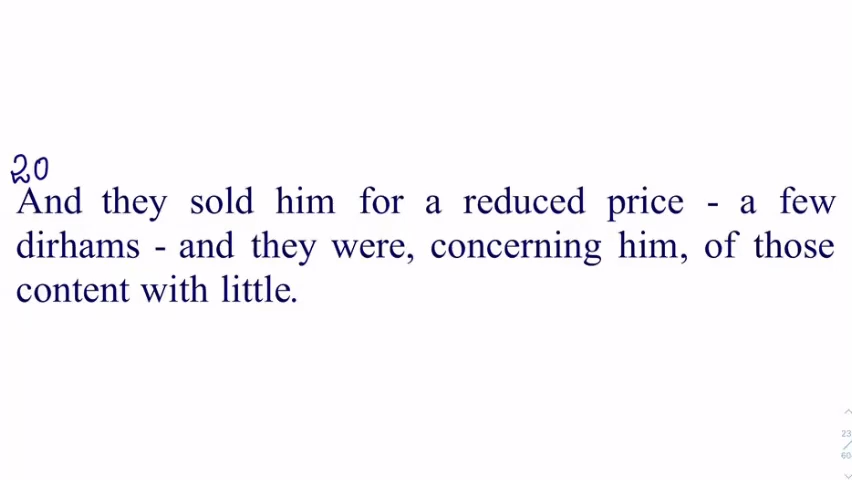 20
And they sold him for a reduced price - a few
dirhams - and they were, concerning him, of those
content with little.
23
60